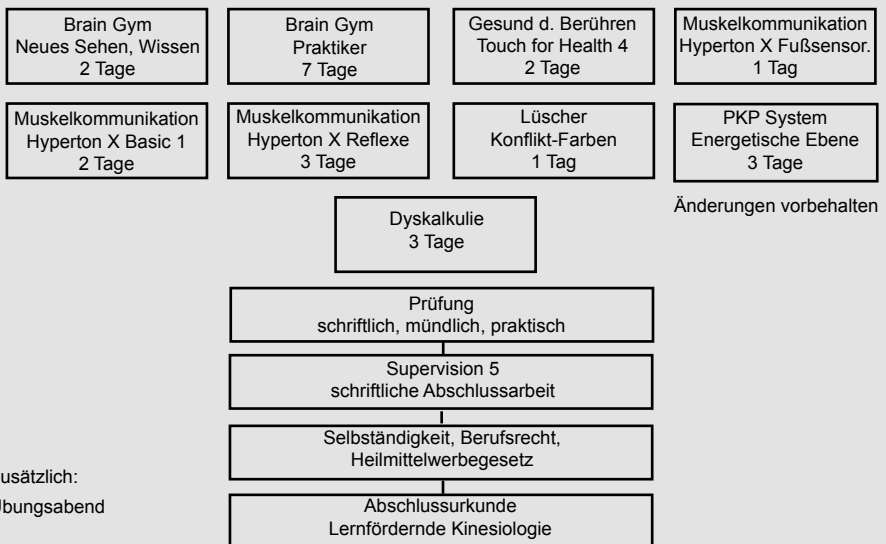 Brain Gym
Neues Sehen, Wissen
2 Tage
Brain Gym
Praktiker
7 Tage
Gesund d. Berühren
Touch for Health 4
2 Tage
Muskelkommunikation
Hyperton X Fußsensor.
1 Tag
Muskelkommunikation
Hyperton X Basic 1
2 Tage
Muskelkommunikation
Hyperton X Reflexe
3 Tage
Lüscher
Konflikt-Farben
1 Tag
PKP System
Energetische Ebene
3 Tage
Änderungen vorbehalten
Dyskalkulie
3 Tage
Prüfung
schriftlich, mündlich, praktisch
Supervision 5
schriftliche Abschlussarbeit
Selbständigkeit, Berufsrecht,
Heilmittelwerbegesetz
usätzlich:
Übungsabend
Abschlussurkunde
Lernfördernde Kinesiologie